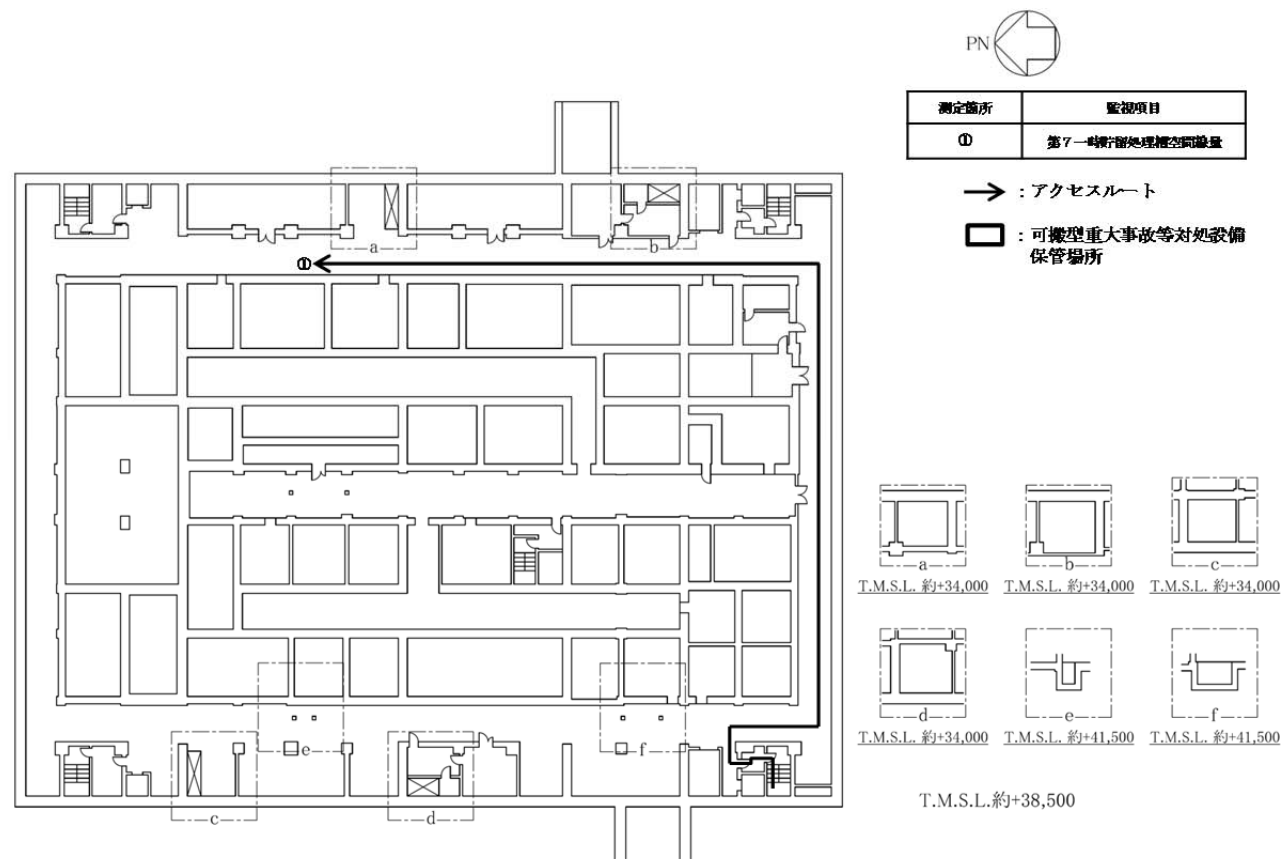 PN
測定箇所 監視項目
① 第7一時貯留処理槽空間線量
: アクセスルート
: 可搬型重大事故等対処設備
保管場所
a
b
①
e
f
c
d
a
b
c
T.M.S.L. 約+34,000
T.M.S.L. 約+34,000
T.M.S.L. 約+34,000
d
e
f
T.M.S.L. 約+34,000
T.M.S.L. 約+41,500
T.M.S.L. 約+41,500
T.M.S.L.約+38,500